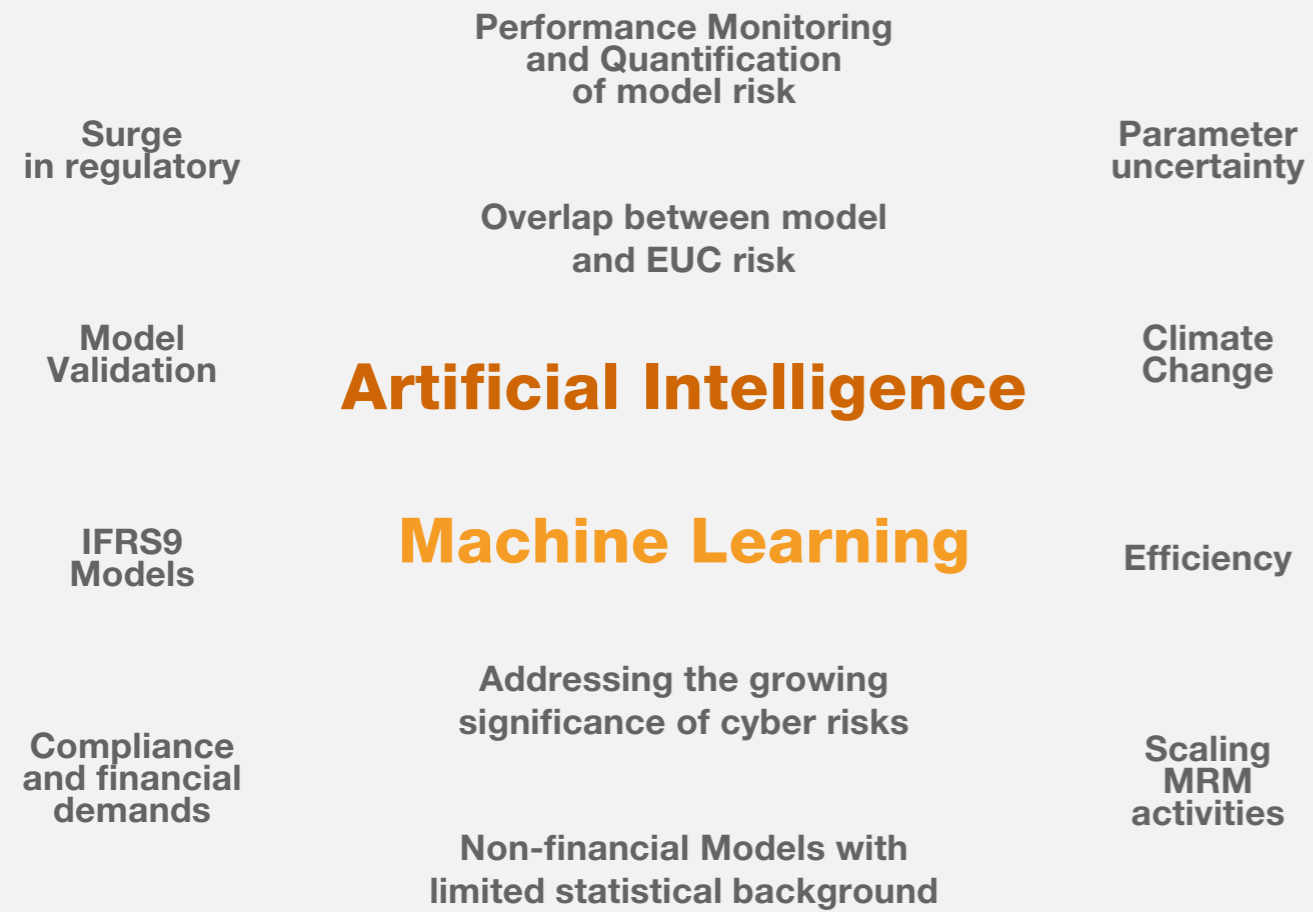 Performance Monitoring
and Quantification
of model risk
Surge
in regulatory
Parameter
uncertainty
Overlap between model
and EUC risk
Model
Validation
Climate
Change
Artificial Intelligence
IFRS9
Models
Machine Learning
Efficiency
Addressing the growing
significance of cyber risks
Compliance
and financial
demands
Scaling
MRM
activities
Non-financial Models with
limited statistical background